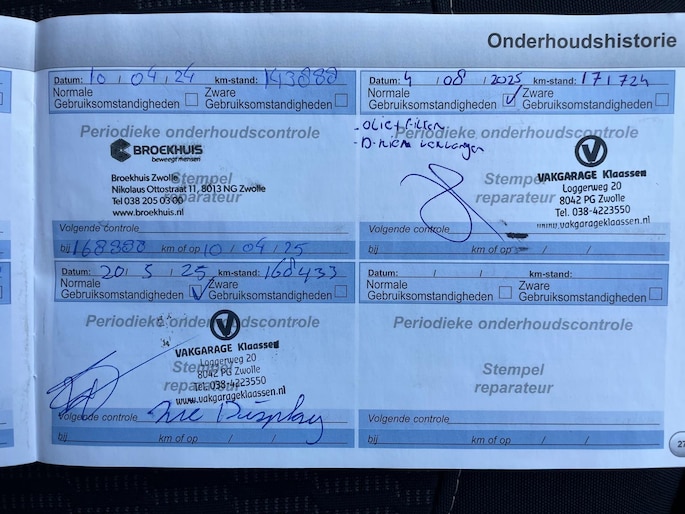 Onderhoudshistorie
Datum: 10 / 04 / 24 km-stand: 143888
Normale Gebruiksomstandigheden
Zware Gebruiksomstandigheden
Periodieke onderhoudscontrole
BROEKHUIS
beweegt mensen
Broekhuis Zwolle
Nikolaus Ottostraat 11, 8013 NG Zwolle
Tel 038 205 03 00
www.broekhuis.nl
Stempel
reparateur
Volgende controle
bij 168888 km of op 10 / 04 / 25
Datum: 20 / 5 / 25 km-stand: 168433
Normale Gebruiksomstandigheden
Zware Gebruiksomstandigheden
Periodieke onderhoudscontrole
VAKGARAGE Klaassen
Loggerweg 20
8042 PG Zwolle
Tel. 038-4223550
www.vakgarageklaassen.nl
Stempel
reparateur
Volgende controle Zie Display
bij km of op / /
Datum: 4 / 08 / 2025 km-stand: 171724
Normale Gebruiksomstandigheden
Zware Gebruiksomstandigheden
- olie + filter
Periodieke onderhoudscontrole
VAKGARAGE Klaassen
Loggerweg 20
8042 PG Zwolle
Tel. 038-4223550
www.vakgarageklaassen.nl
Stempel
reparateur
Volgende controle
bij km of op / /
Datum: / / km-stand:
Normale Gebruiksomstandigheden
Zware Gebruiksomstandigheden
Periodieke onderhoudscontrole
Stempel
reparateur
Volgende controle
bij km of op / /
27